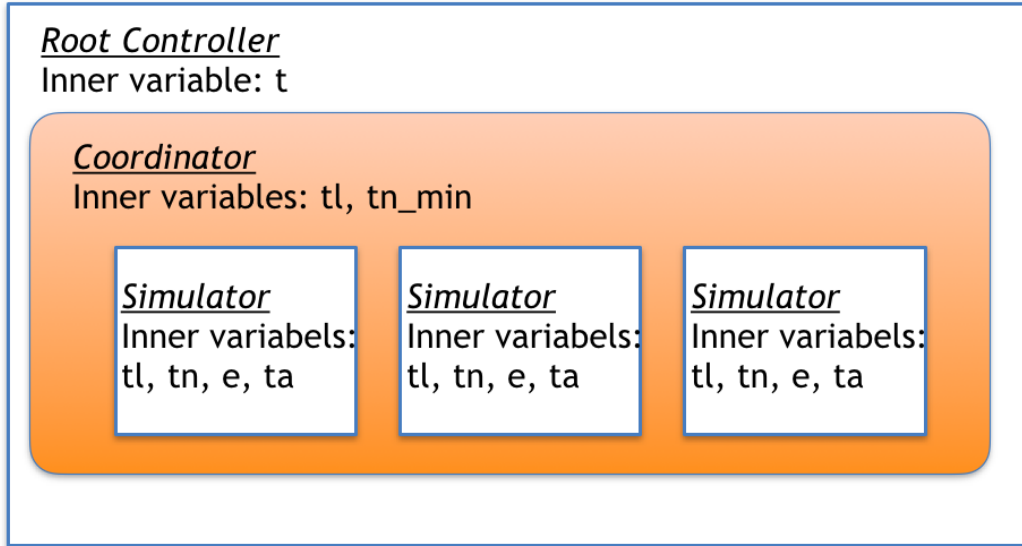 Root Controller
Inner variable: t
Coordinator
Inner variables: tl, tn_min
Simulator
Inner variabels:
tl, tn, e, ta
Simulator
Inner variabels:
tl, tn, e, ta
Simulator
Inner variabels:
tl, tn, e, ta